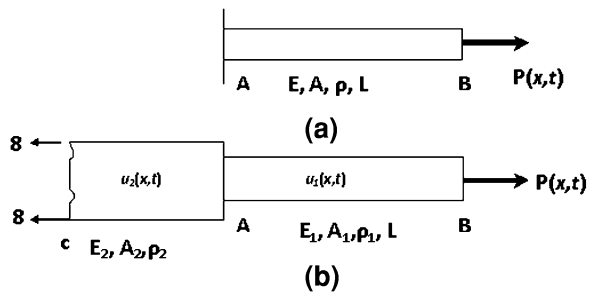 A E, A, ρ, L B P(x,t)
(a)
8
u₂(x,t) u₁(x,t) P(x,t)
8
c E₂, A₂,ρ₂ A E₁, A₁,ρ₁, L B
(b)